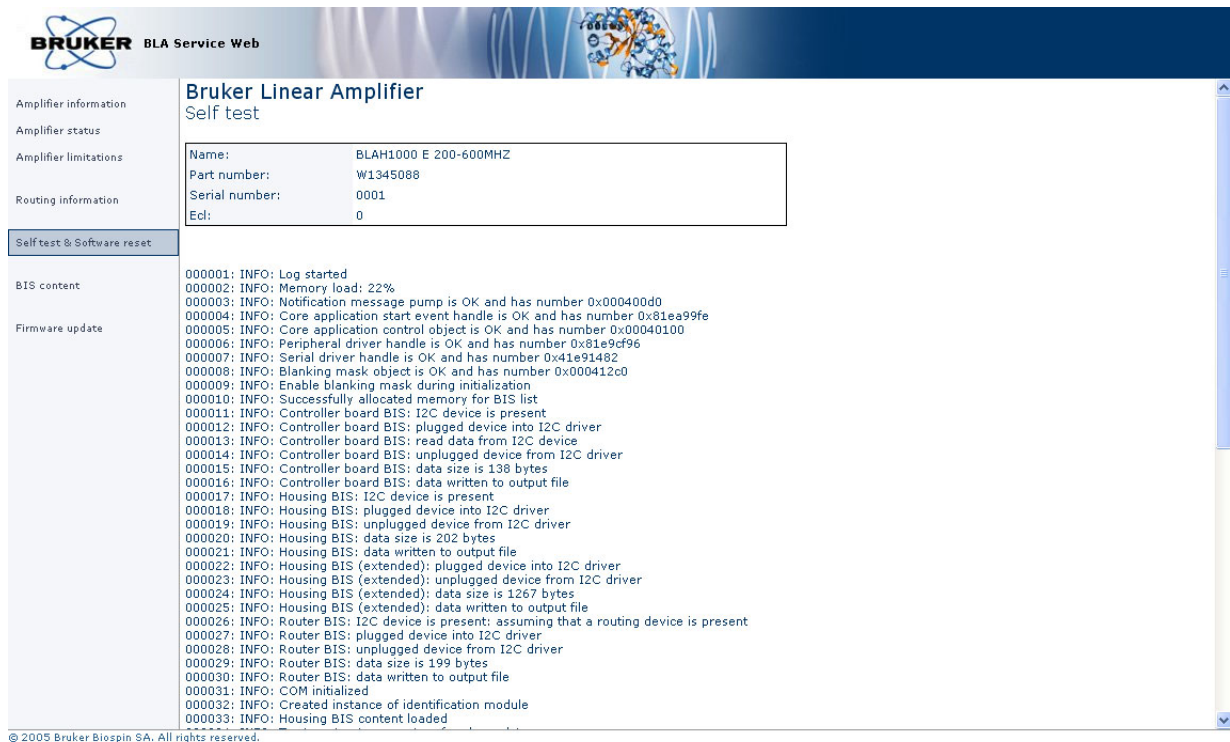 BRUKER BLA Service Web
Amplifier information
Amplifier status
Amplifier limitations
Routing information
Self test & Software reset
BIS content
Firmware update
Bruker Linear Amplifier
Self test
Name: BLAH1000 E 200-600MHZ
Part number: W1345088
Serial number: 0001
Ecl: 0
000001: INFO: Log started
000002: INFO: Memory load: 22%
000003: INFO: Notification message pump is OK and has number 0x000400d0
000004: INFO: Core application start event handle is OK and has number 0x81ea99fe
000005: INFO: Core application control object is OK and has number 0x00040100
000006: INFO: Peripheral driver handle is OK and has number 0x81e9cf96
000007: INFO: Serial driver handle is OK and has number 0x41e91482
000008: INFO: Blanking mask object is OK and has number 0x000412c0
000009: INFO: Enable blanking mask during initialization
000010: INFO: Successfully allocated memory for BIS list
000011: INFO: Controller board BIS: I2C device is present
000012: INFO: Controller board BIS: plugged device into I2C driver
000013: INFO: Controller board BIS: read data from I2C device
000014: INFO: Controller board BIS: unplugged device from I2C driver
000015: INFO: Controller board BIS: data size is 138 bytes
000016: INFO: Controller board BIS: data written to output file
000017: INFO: Housing BIS: I2C device is present
000018: INFO: Housing BIS: plugged device into I2C driver
000019: INFO: Housing BIS: unplugged device from I2C driver
000020: INFO: Housing BIS: data size is 202 bytes
000021: INFO: Housing BIS: data written to output file
000022: INFO: Housing BIS (extended): plugged device into I2C driver
000023: INFO: Housing BIS (extended): unplugged device from I2C driver
000024: INFO: Housing BIS (extended): data size is 1267 bytes
000025: INFO: Housing BIS (extended): data written to output file
000026: INFO: Router BIS: I2C device is present: assuming that a routing device is present
000027: INFO: Router BIS: plugged device into I2C driver
000028: INFO: Router BIS: unplugged device from I2C driver
000029: INFO: Router BIS: data size is 199 bytes
000030: INFO: Router BIS: data written to output file
000031: INFO: COM initialized
000032: INFO: Created instance of identification module
000033: INFO: Housing BIS content loaded
© 2005 Bruker Biospin SA. All rights reserved.